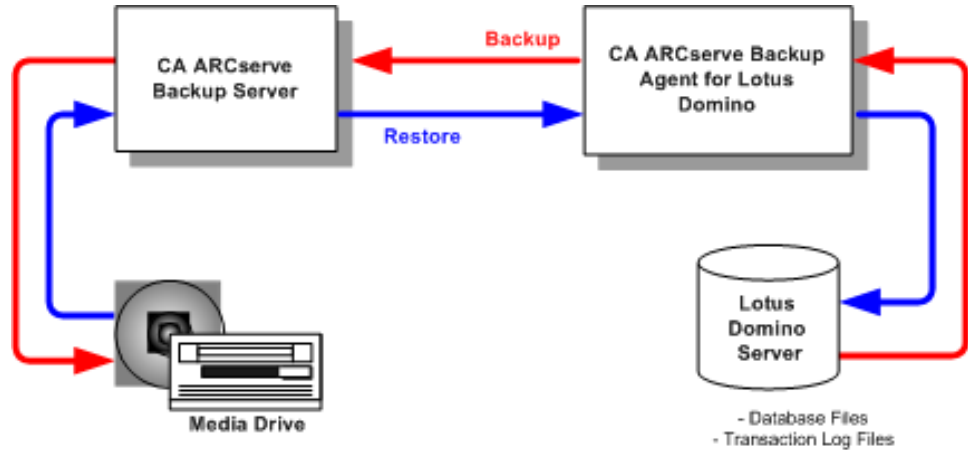 CA ARCserve
Backup Server
Backup
Restore
CA ARCserve Backup
Agent for Lotus
Domino
Media Drive
Lotus
Domino
Server
- Database Files
- Transaction Log Files